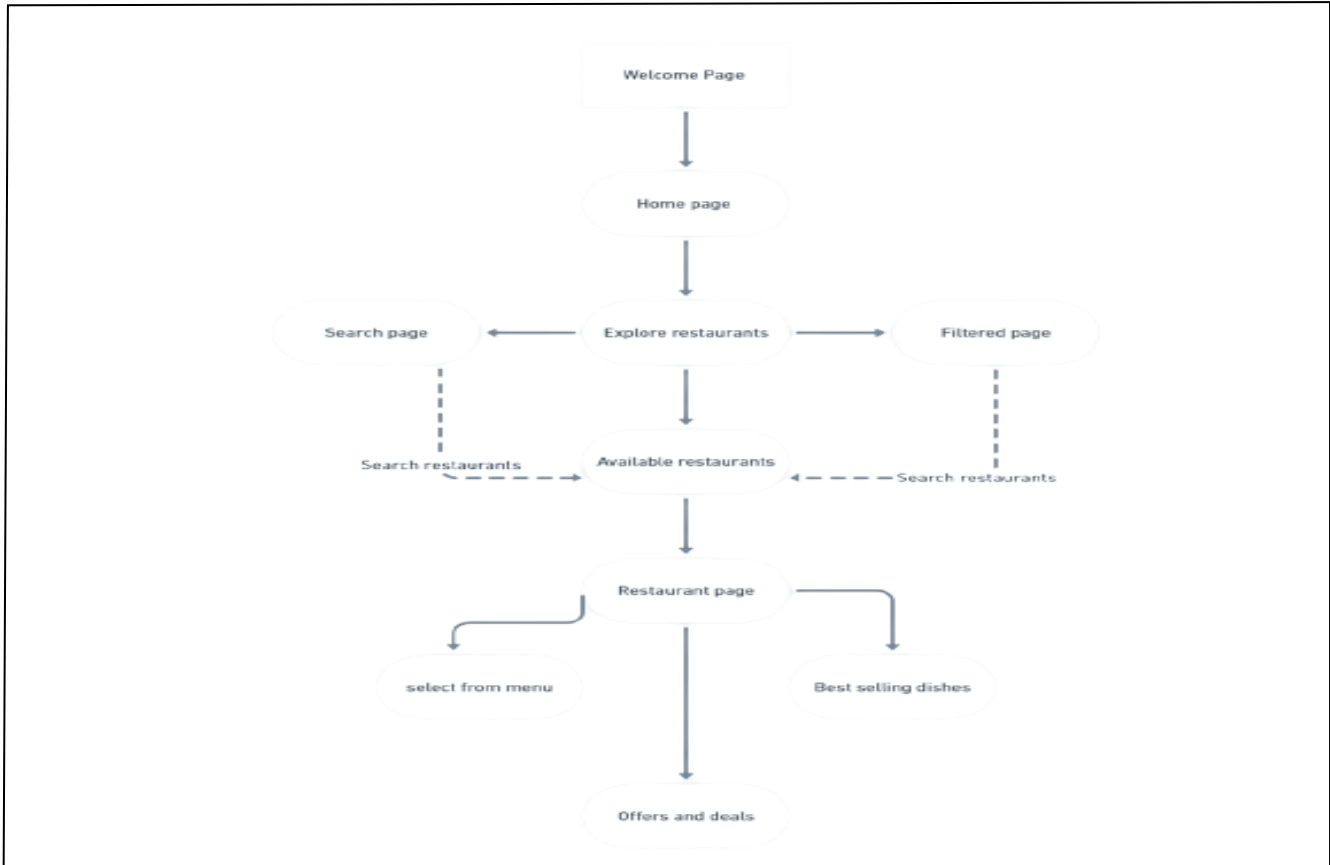 Welcome Page
Home page
Search page
Explore restaurants
Filtered page
Search restaurants
Available restaurants
Search restaurants
Restaurant page
select from menu
Best selling dishes
Offers and deals